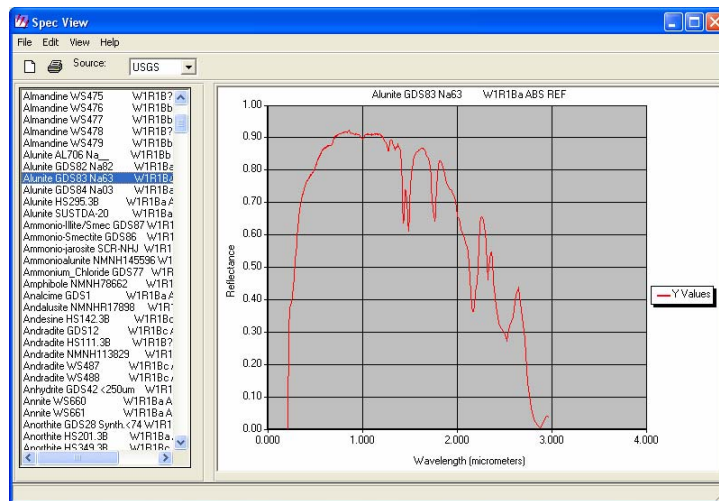 Spec View
File Edit View Help
Source: USGS
Almandine WS475 W1R1B?
Almandine WS476 W1R1Bb
Almandine WS477 W1R1Bb
Almandine WS478 W1R1B?
Almandine WS479 W1R1Bb
Alunite AL706 Na__ W1R1Bb
Alunite GDS82 Na82 W1R1Ba
Alunite GDS83 Na63 W1R1Ba
Alunite GDS84 Na03 W1R1Ba
Alunite HS295.3B W1R1Ba A
Alunite SUSTDA-20 W1R1Ba
Ammonio-Illite/Smec GDS87 W1R1
Ammonio-Smectite GDS86 W1R1
Ammonio-jarosite SCR-NHJ W1R1
Ammonioalunite NMNH145596 W1
Ammonium_Chloride GDS77 W1R
Amphibole NMNH78662 W1R1
Analcime GDS1 W1R1Ba A
Andalusite NMNHR17898 W1R
Andesine HS142.3B W1R1Bc
Andradite GDS12 W1R1Bc
Andradite HS111.3B W1R1B?
Andradite NMNH113829 W1R1
Andradite WS487 W1R1Bc
Andradite WS488 W1R1Bc
Anhydrite GDS42 <250um W1R1
Annite WS660 W1R1Ba A
Annite WS661 W1R1Ba A
Anorthite GDS28 Synth.<74 W1R1
Anorthite HS201.3B W1R1Ba
Anorthite HS349.3B W1R1Bc
Alunite GDS83 Na63 W1R1Ba ABS REF
1.00
0.90
0.80
0.70
0.60
0.50
0.40
0.30
0.20
0.10
0.00
Reflectance
0.000 1.000 2.000 3.000 4.000
Wavelength (micrometers)
Y Values